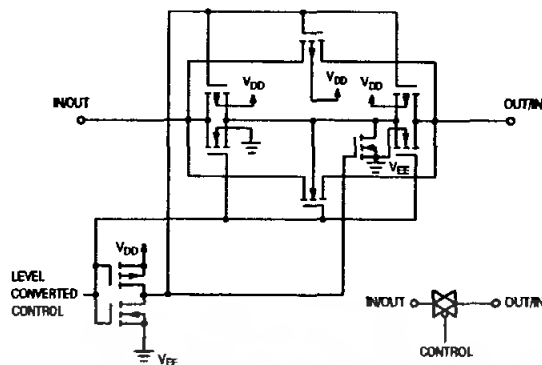 VDD
VDD
VDD
IN/OUT
OUT/IN
VEE
VDD
LEVEL
CONVERTED
CONTROL
VEE
IN/OUT
OUT/IN
CONTROL